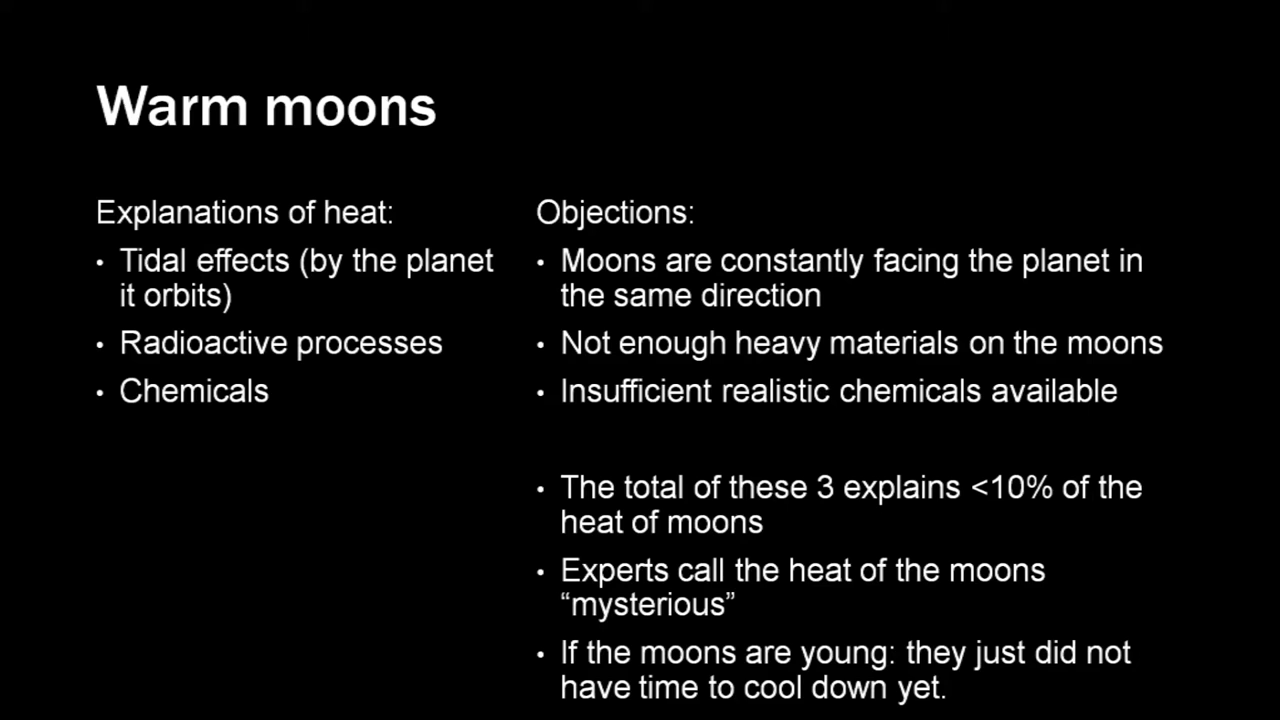 Warm moons
Explanations of heat:
• Tidal effects (by the planet
it orbits)
• Radioactive processes
• Chemicals
Objections:
• Moons are constantly facing the planet in
the same direction
• Not enough heavy materials on the moons
• Insufficient realistic chemicals available
• The total of these 3 explains <10% of the
heat of moons
• Experts call the heat of the moons
“mysterious”
• If the moons are young: they just did not
have time to cool down yet.